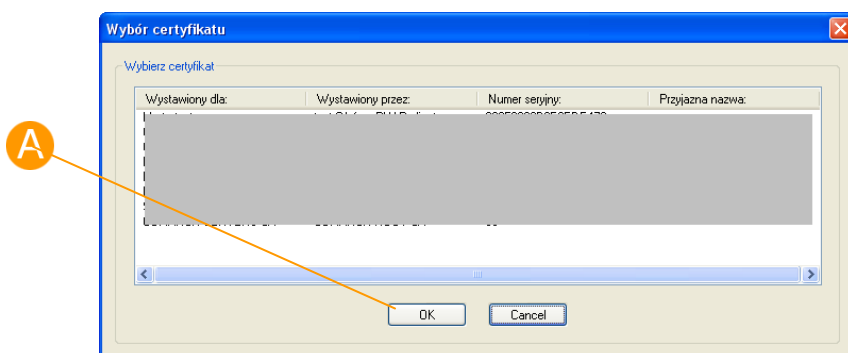 Wybór certyfikatu
Wybierz certyfikat
Wystawiony dla: Wystawiony przez: Numer seryjny: Przyjazna nazwa:
A
OK Cancel